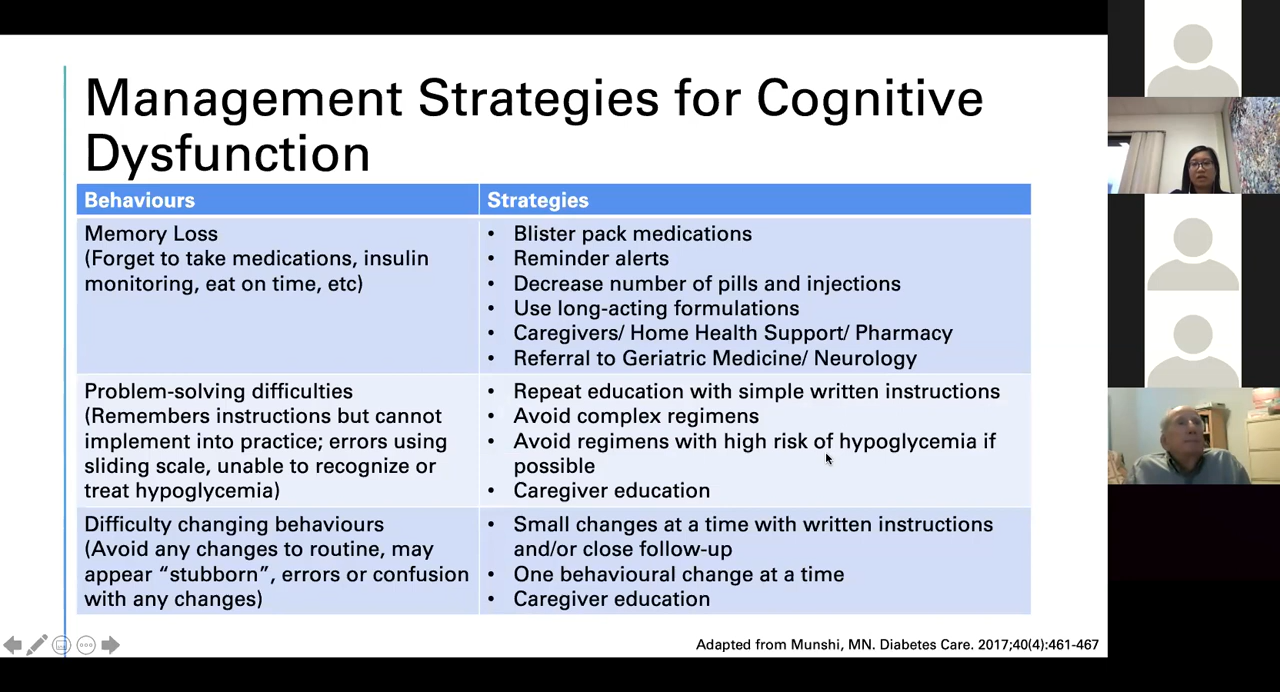 Management Strategies for Cognitive
Dysfunction
Behaviours
Strategies
Memory Loss
(Forget to take medications, insulin
monitoring, eat on time, etc)
• Blister pack medications
• Reminder alerts
• Decrease number of pills and injections
• Use long-acting formulations
• Caregivers/ Home Health Support/ Pharmacy
• Referral to Geriatric Medicine/ Neurology
Problem-solving difficulties
(Remembers instructions but cannot
implement into practice; errors using
sliding scale, unable to recognize or
treat hypoglycemia)
• Repeat education with simple written instructions
• Avoid complex regimens
• Avoid regimens with high risk of hypoglycemia if
possible
• Caregiver education
Difficulty changing behaviours
(Avoid any changes to routine, may
appear “stubborn”, errors or confusion
with any changes)
• Small changes at a time with written instructions
and/or close follow-up
• One behavioural change at a time
• Caregiver education
Adapted from Munshi, MN. Diabetes Care. 2017;40(4):461-467